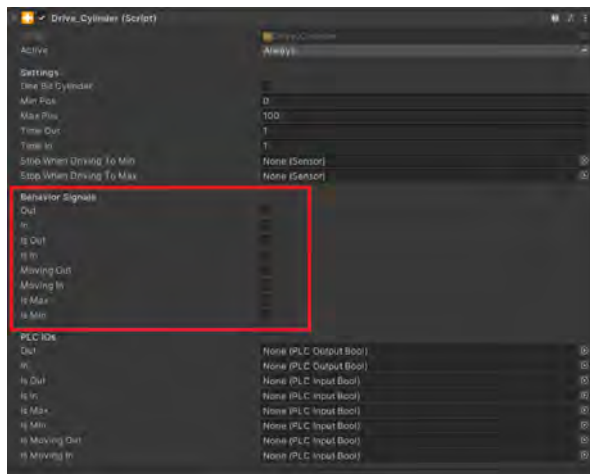 Drive_Cylinder (Script)
Active Always
Settings
One Bit Cylinder
Min Pos 0
Max Pos 100
Time Out 1
Time In 1
Stop When Driving To Min None (Sensor)
Stop When Driving To Max None (Sensor)
Behavior Signals
Out
In
Is Out
Is In
Moving Out
Moving In
Is Max
Is Min
PLC IOs
Out None (PLC Output Bool)
In None (PLC Output Bool)
Is Out None (PLC Input Bool)
Is In None (PLC Input Bool)
Is Max None (PLC Input Bool)
Is Min None (PLC Input Bool)
Is Moving Out None (PLC Input Bool)
Is Moving In None (PLC Input Bool)